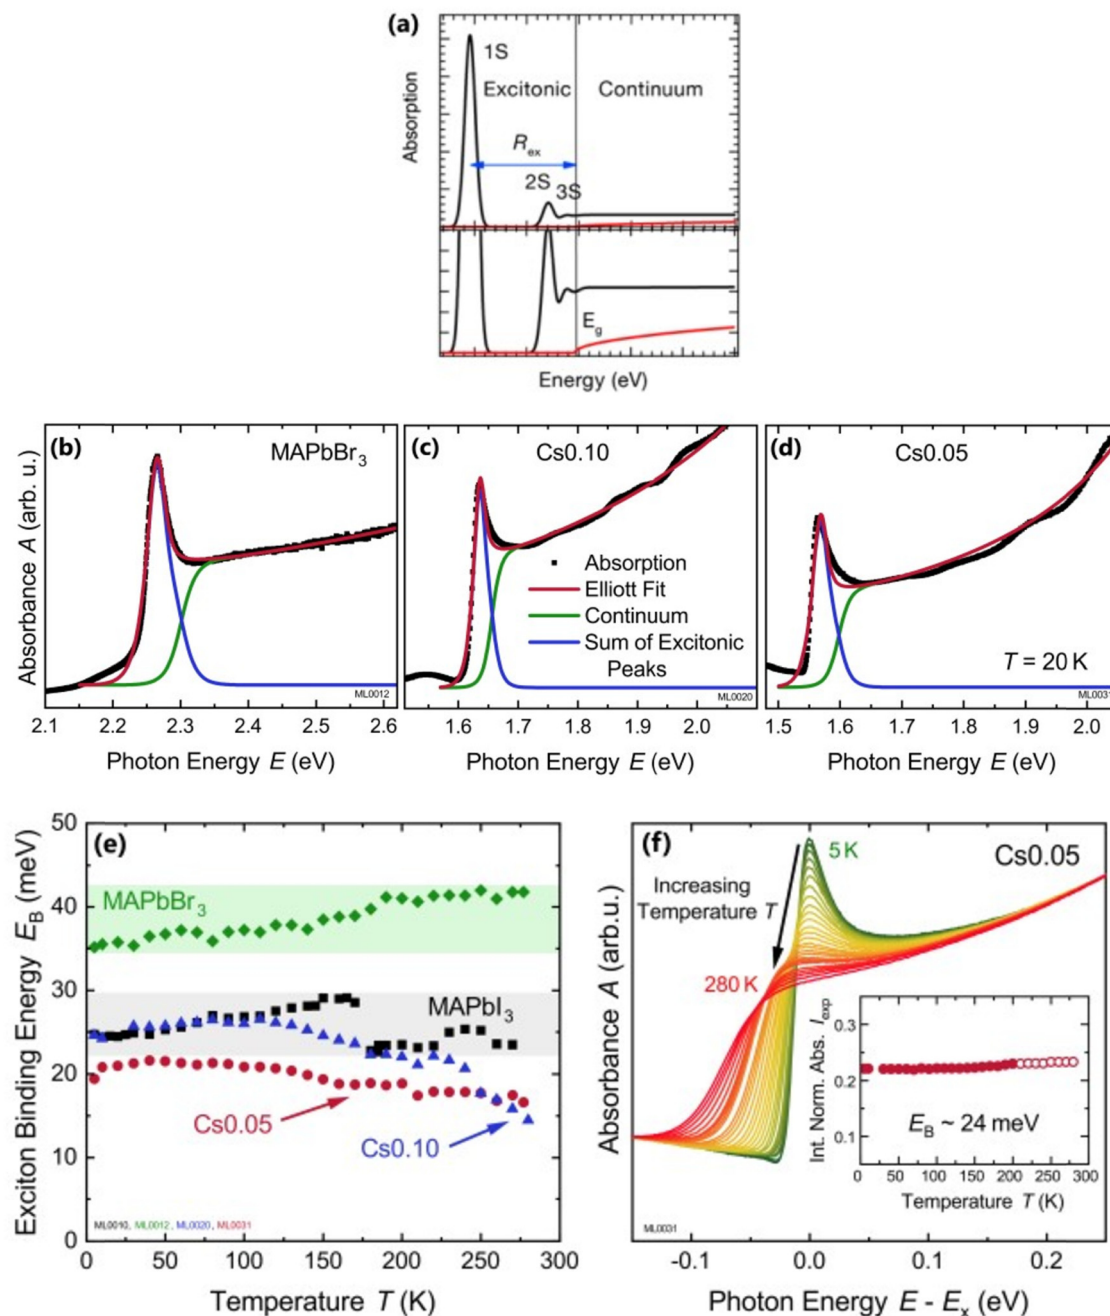 (a)
1S
Excitonic
Continuum
Absorption
R_ex
2S
3S
E_g
Energy (eV)
(b)
MAPbBr₃
Absorbance A (arb. u.)
ML0012
2.1 2.2 2.3 2.4 2.5 2.6
Photon Energy E (eV)
(c)
Cs0.10
Absorption
Elliott Fit
Continuum
Sum of Excitonic
Peaks
ML0020
1.6 1.7 1.8 1.9 2.0
Photon Energy E (eV)
(d)
Cs0.05
T = 20 K
ML0031
1.5 1.6 1.7 1.8 1.9 2.0
Photon Energy E (eV)
(e)
Exciton Binding Energy E_B (meV)
50
40
30
20
10
0
MAPbBr₃
MAPbI₃
Cs0.05
Cs0.10
ML0010, ML0012, ML0020, ML0031
0 50 100 150 200 250 300
Temperature T (K)
(f)
Cs0.05
5 K
Increasing
Temperature T
280 K
Absorbance A (arb.u.)
Int. Norm. Abs. I_exp
0.3
0.2
0.1
E_B ~ 24 meV
0 50 100 150 200 250 300
Temperature T (K)
ML0031
-0.1 0.0 0.1 0.2
Photon Energy E - E_x (eV)